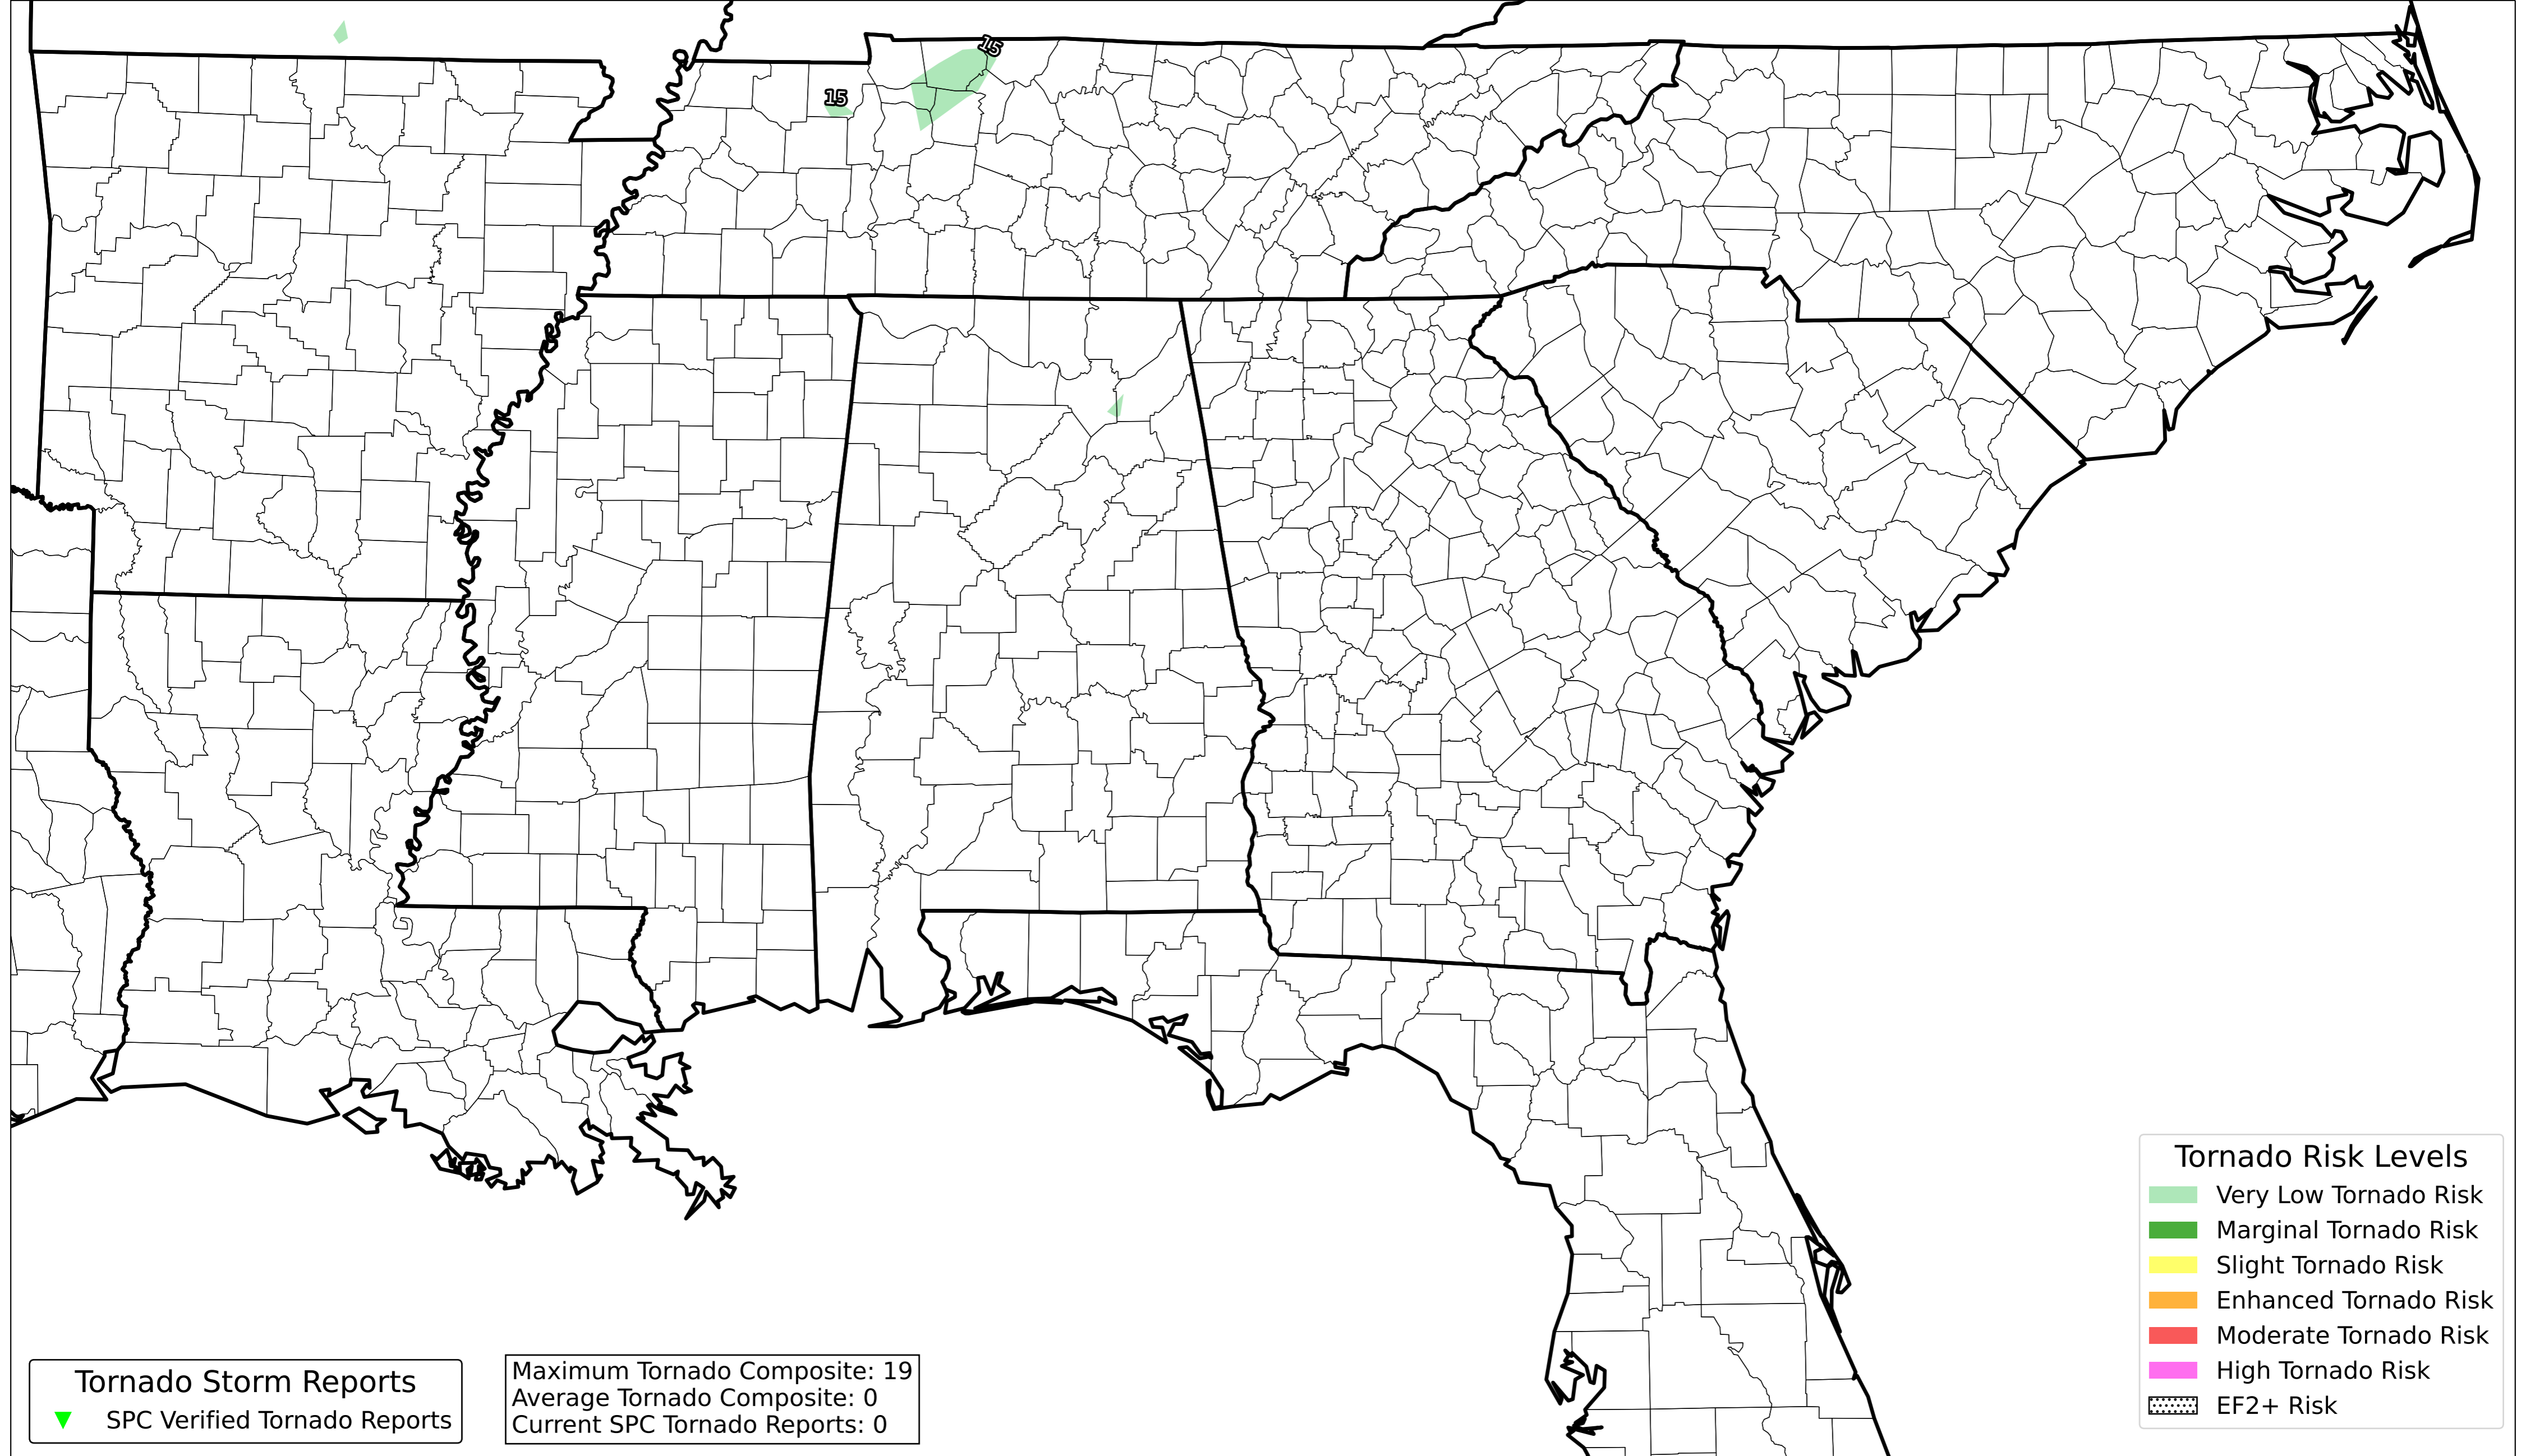 15
15
Tornado Risk Levels
Very Low Tornado Risk
Marginal Tornado Risk
Slight Tornado Risk
Enhanced Tornado Risk
Moderate Tornado Risk
High Tornado Risk
EF2+ Risk
Tornado Storm Reports
SPC Verified Tornado Reports
Maximum Tornado Composite: 19
Average Tornado Composite: 0
Current SPC Tornado Reports: 0